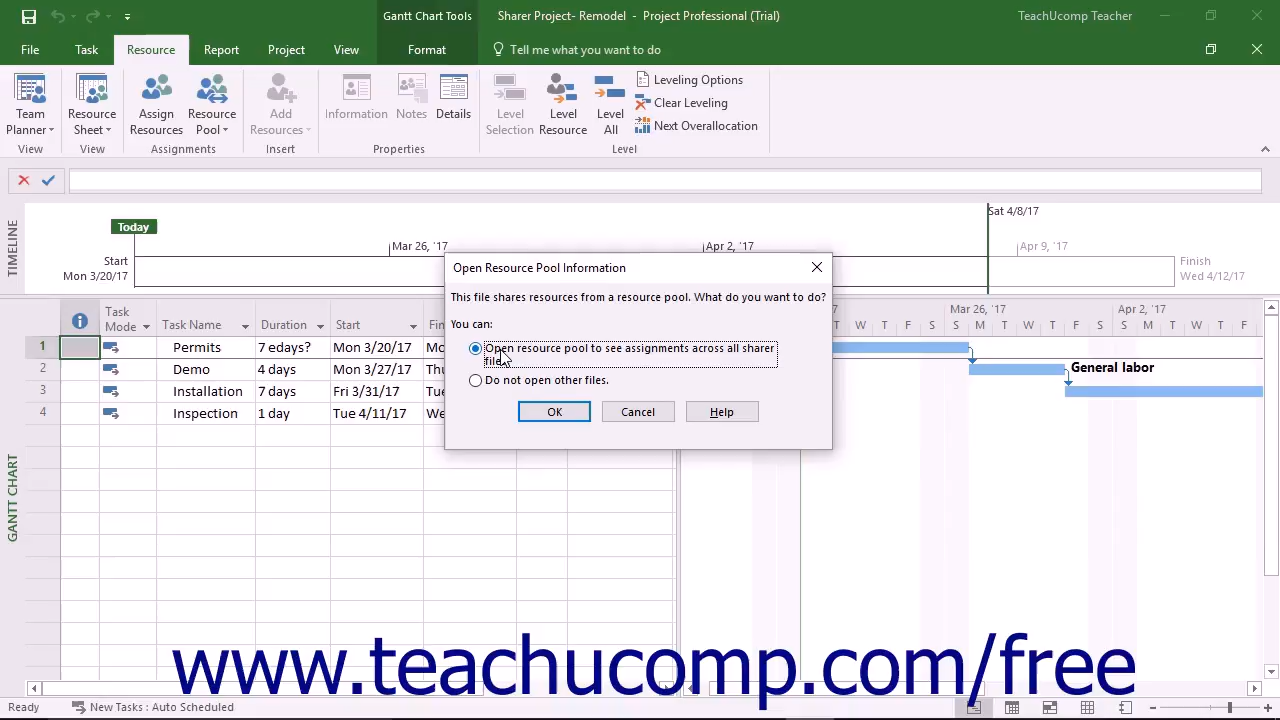 Gantt Chart Tools
Sharer Project- Remodel - Project Professional (Trial)
TeachUcomp Teacher
File Task Resource Report Project View Format Tell me what you want to do
Team Planner
Resource Sheet
Assign Resources
Resource Pool
Add Resources
Information
Notes
Details
Level Selection
Level Resource
Level All
Leveling Options
Clear Leveling
Next Overallocation
View View Assignments Insert Properties Level
TIMELINE
Sat 4/8/17
Today
Mar 26, '17 Apr 2, '17 Apr 9, '17
Start
Mon 3/20/17
Finish
Wed 4/12/17
Open Resource Pool Information
This file shares resources from a resource pool. What do you want to do?
You can:
Open resource pool to see assignments across all sharer
Do not open other files.
OK Cancel Help
GANTT CHART
Task Mode Task Name Duration Start Fin
17 Mar 26, '17 Apr 2, '17
T W T F S S M T W T F S S M T W T F
1 Permits 7 edays? Mon 3/20/17 Mo
2 Demo 4 days Mon 3/27/17 Thu
3 Installation 7 days Fri 3/31/17 Mo
4 Inspection 1 day Tue 4/11/17 We
General labor
www.teachucomp.com/free
Ready New Tasks : Auto Scheduled